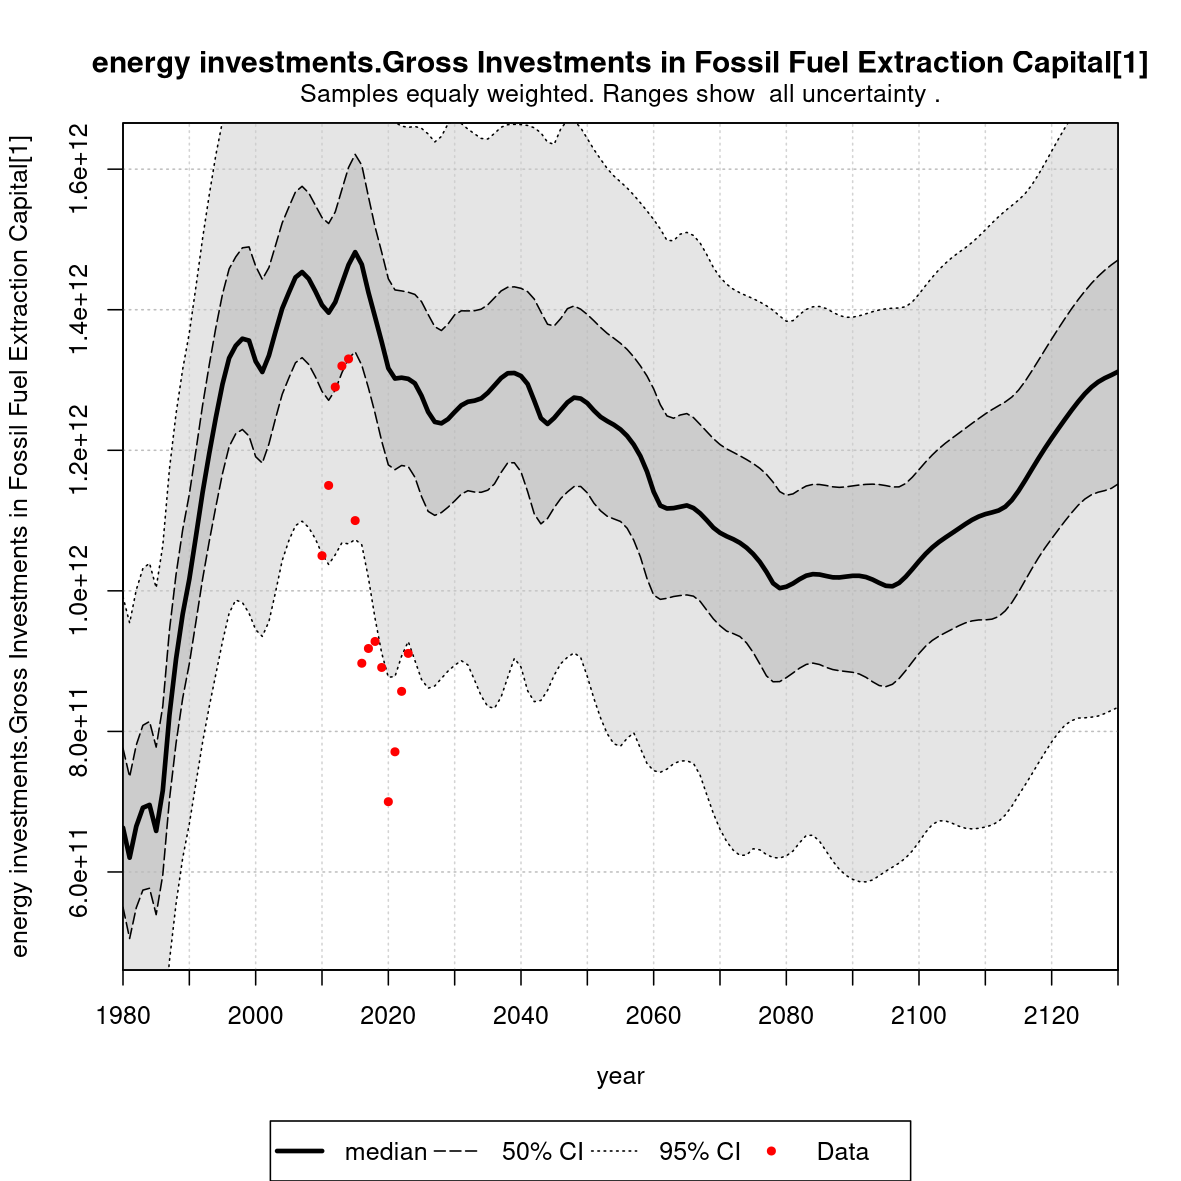 energy investments.Gross Investments in Fossil Fuel Extraction Capital[1]
Samples equaly weighted. Ranges show  all uncertainty .
energy investments.Gross Investments in Fossil Fuel Extraction Capital[1]
1.6e+12
1.4e+12
1.2e+12
1.0e+12
8.0e+11
6.0e+11
1980 2000 2020 2040 2060 2080 2100 2120
year
median 50% CI 95% CI Data